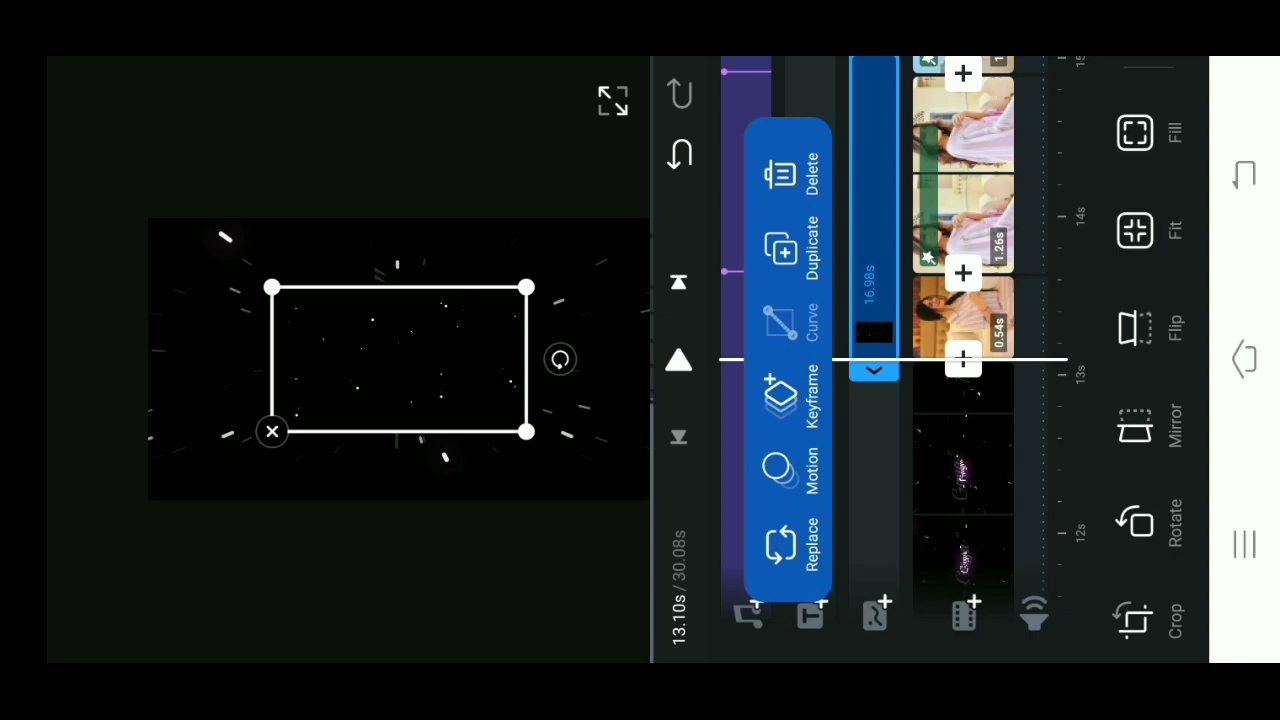 13.10s / 30.08s
Replace
Motion
Keyframe
Curve
Duplicate
Delete
T
16.98s
0.54s
1.26s
12s
13s
14s
Crop
Rotate
Mirror
Flip
Fit
Fill